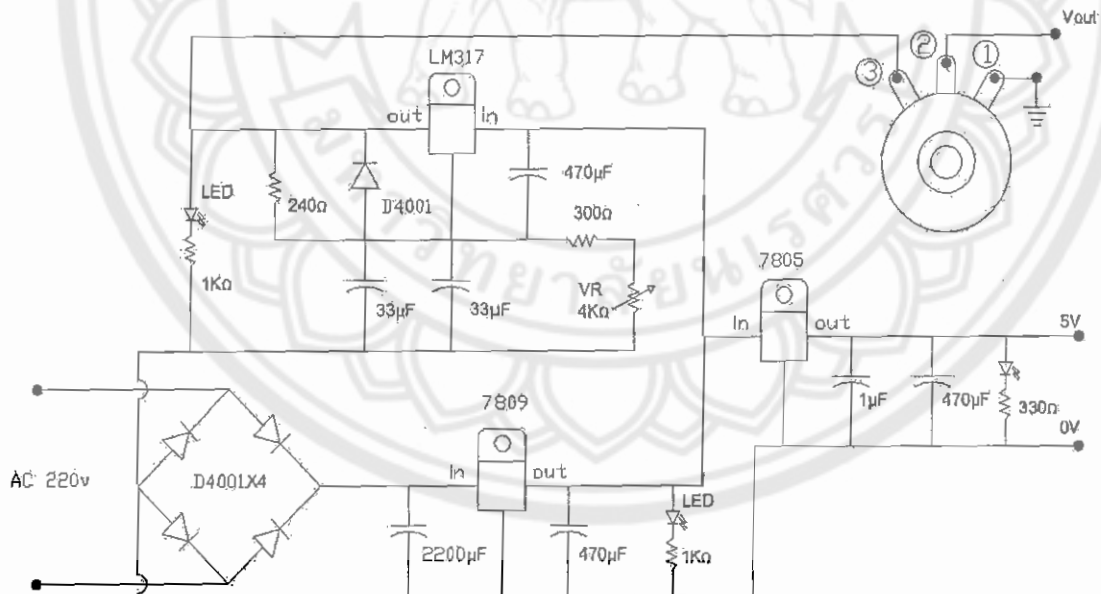 Vout
LM317
③
②
①
out
In
LED
240Ω
D4001
470µF
300Ω
1KΩ
33µF
33µF
VR
4KΩ
7805
In
out
5V
1µF
470µF
330Ω
0V
7809
AC 220v
D4001X4
In
out
LED
2200µF
470µF
1KΩ